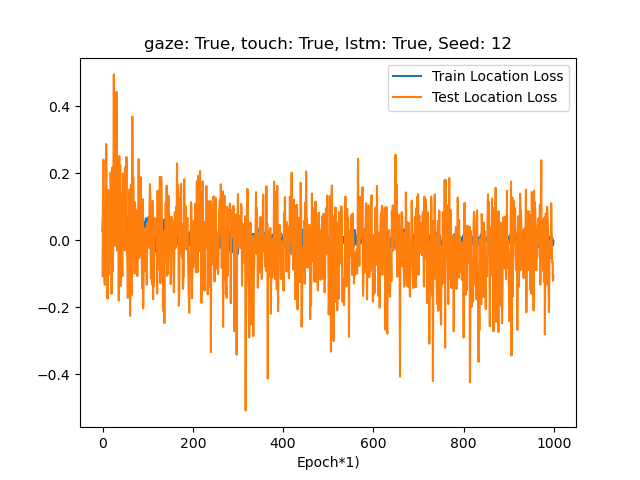 gaze: True, touch: True, lstm: True, Seed: 12
Train Location Loss
Test Location Loss
0.4
0.2
0.0
−0.2
−0.4
0 200 400 600 800 1000
Epoch*1)